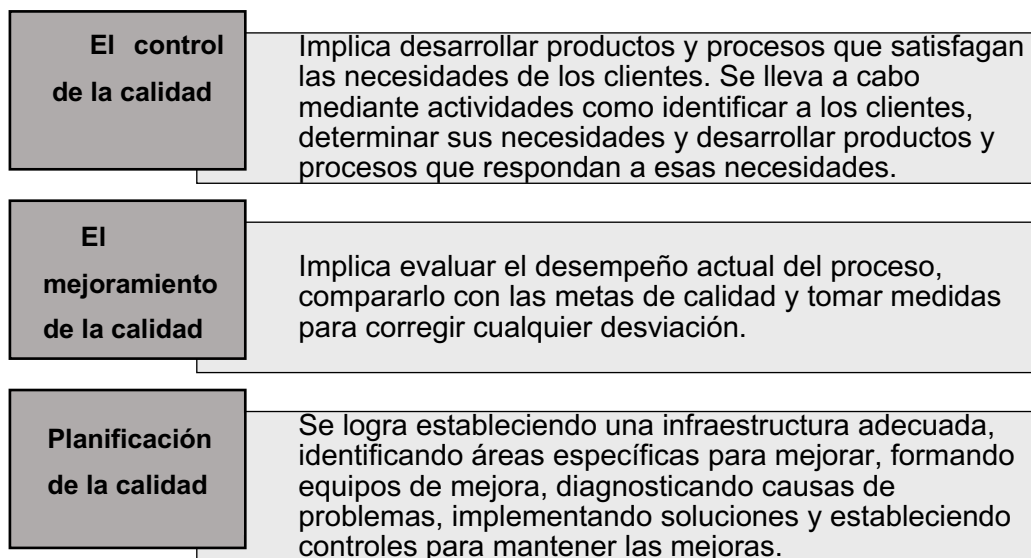 El control
de la calidad
Implica desarrollar productos y procesos que satisfagan
las necesidades de los clientes. Se lleva a cabo
mediante actividades como identificar a los clientes,
determinar sus necesidades y desarrollar productos y
procesos que respondan a esas necesidades.
El
mejoramiento
de la calidad
Implica evaluar el desempeño actual del proceso,
compararlo con las metas de calidad y tomar medidas
para corregir cualquier desviación.
Planificación
de la calidad
Se logra estableciendo una infraestructura adecuada,
identificando áreas específicas para mejorar, formando
equipos de mejora, diagnosticando causas de
problemas, implementando soluciones y estableciendo
controles para mantener las mejoras.